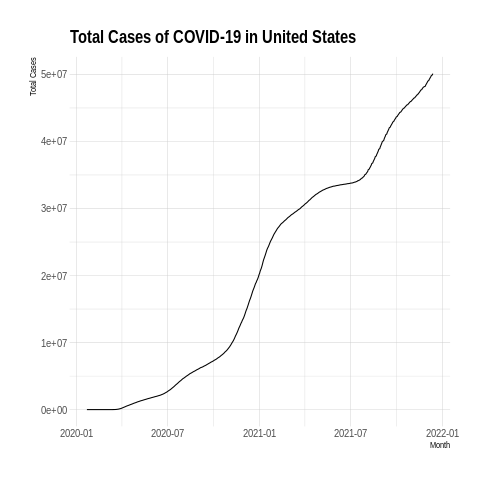 Total Cases of COVID-19 in United States
Total Cases
5e+07
4e+07
3e+07
2e+07
1e+07
0e+00
2020-01 2020-07 2021-01 2021-07 2022-01
Month